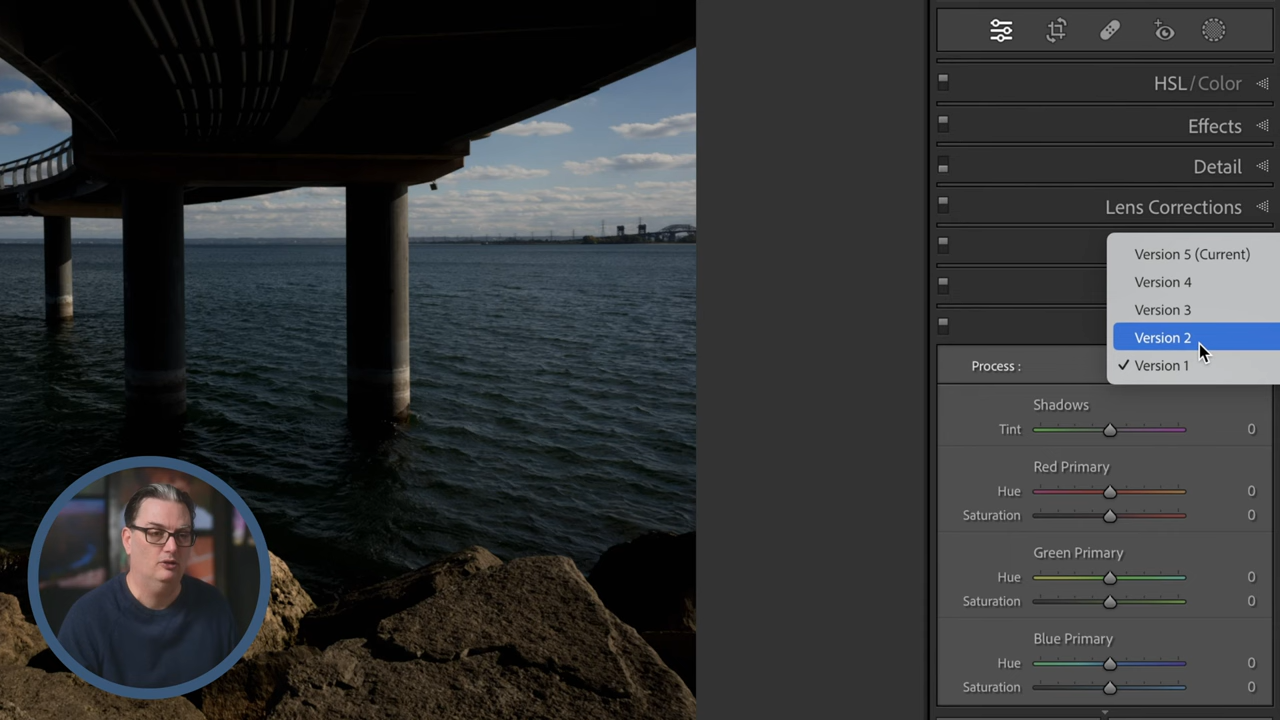 HSL / Color
Effects
Detail
Lens Corrections
Version 5 (Current)
Version 4
Version 3
Version 2
Process :
✓ Version 1
Shadows
Tint 0
Red Primary
Hue 0
Saturation 0
Green Primary
Hue 0
Saturation 0
Blue Primary
Hue 0
Saturation 0